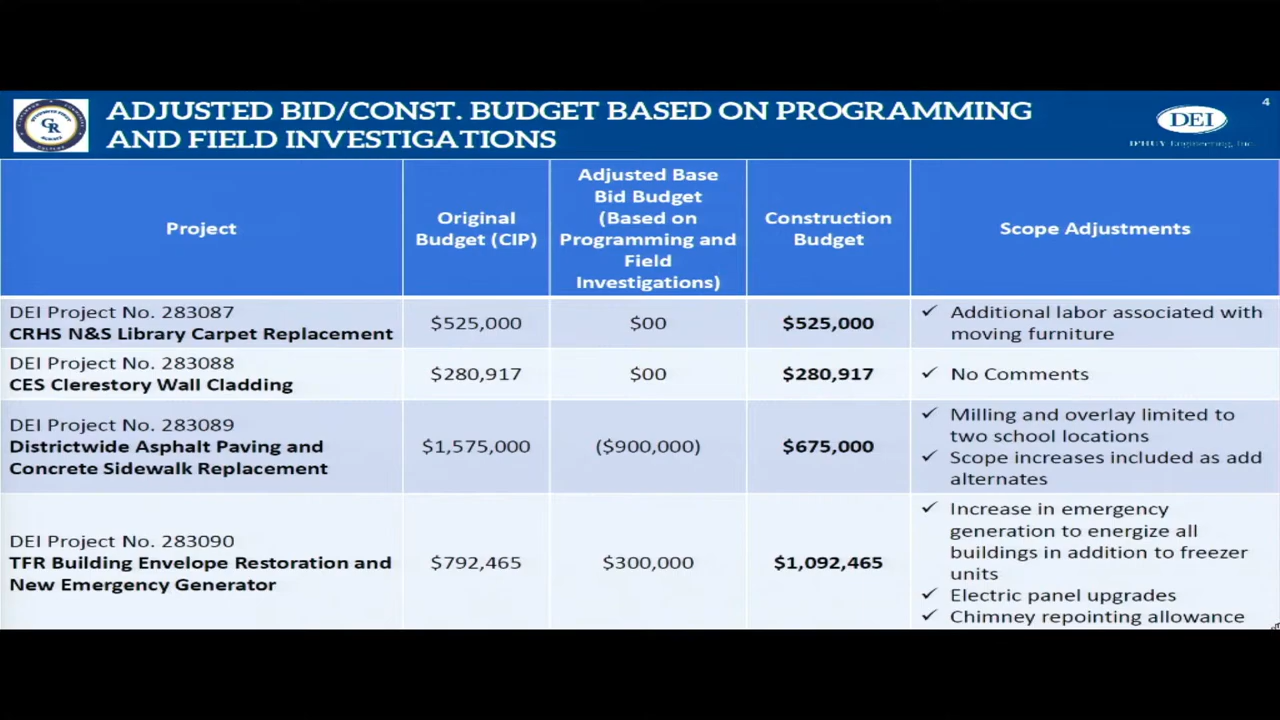 ADJUSTED BID/CONST. BUDGET BASED ON PROGRAMMING
AND FIELD INVESTIGATIONS
GR
DEI
D'HUY Engineering, Inc.
4
Project
Original
Budget (CIP)
Adjusted Base
Bid Budget
(Based on
Programming and
Field
Investigations)
Construction
Budget
Scope Adjustments
DEI Project No. 283087
CRHS N&S Library Carpet Replacement
$525,000
$00
$525,000
✓ Additional labor associated with
moving furniture
DEI Project No. 283088
CES Clerestory Wall Cladding
$280,917
$00
$280,917
✓ No Comments
DEI Project No. 283089
Districtwide Asphalt Paving and
Concrete Sidewalk Replacement
$1,575,000
($900,000)
$675,000
✓ Milling and overlay limited to
two school locations
✓ Scope increases included as add
alternates
DEI Project No. 283090
TFR Building Envelope Restoration and
New Emergency Generator
$792,465
$300,000
$1,092,465
✓ Increase in emergency
generation to energize all
buildings in addition to freezer
units
✓ Electric panel upgrades
✓ Chimney repointing allowance